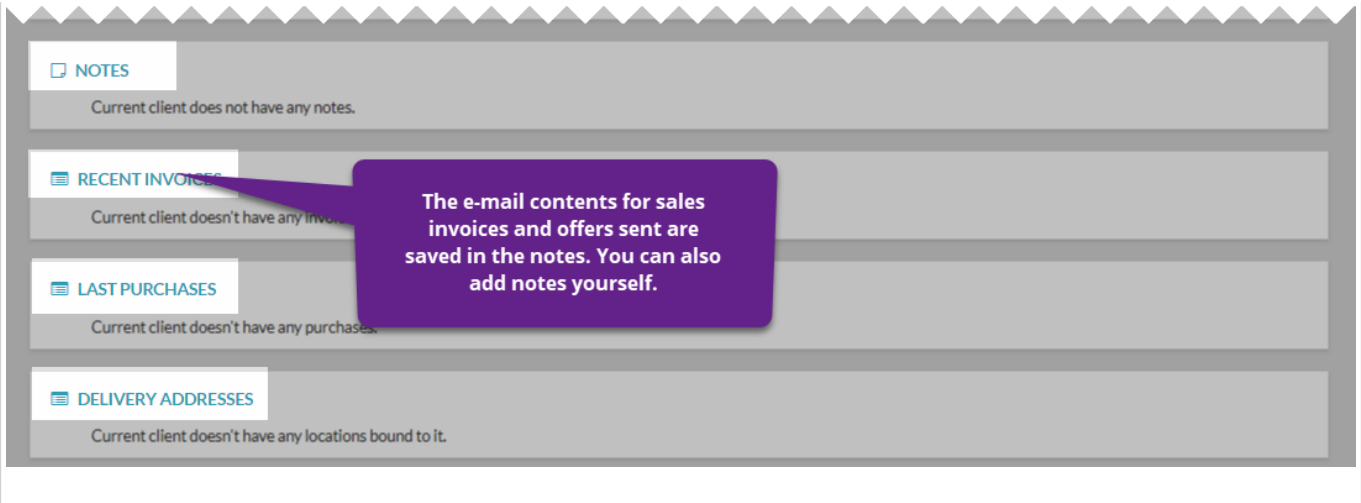 NOTES
Current client does not have any notes.
RECENT INVOICES
Current client doesn't have any
The e-mail contents for sales
invoices and offers sent are
saved in the notes. You can also
add notes yourself.
LAST PURCHASES
Current client doesn't have any purchases.
DELIVERY ADDRESSES
Current client doesn't have any locations bound to it.